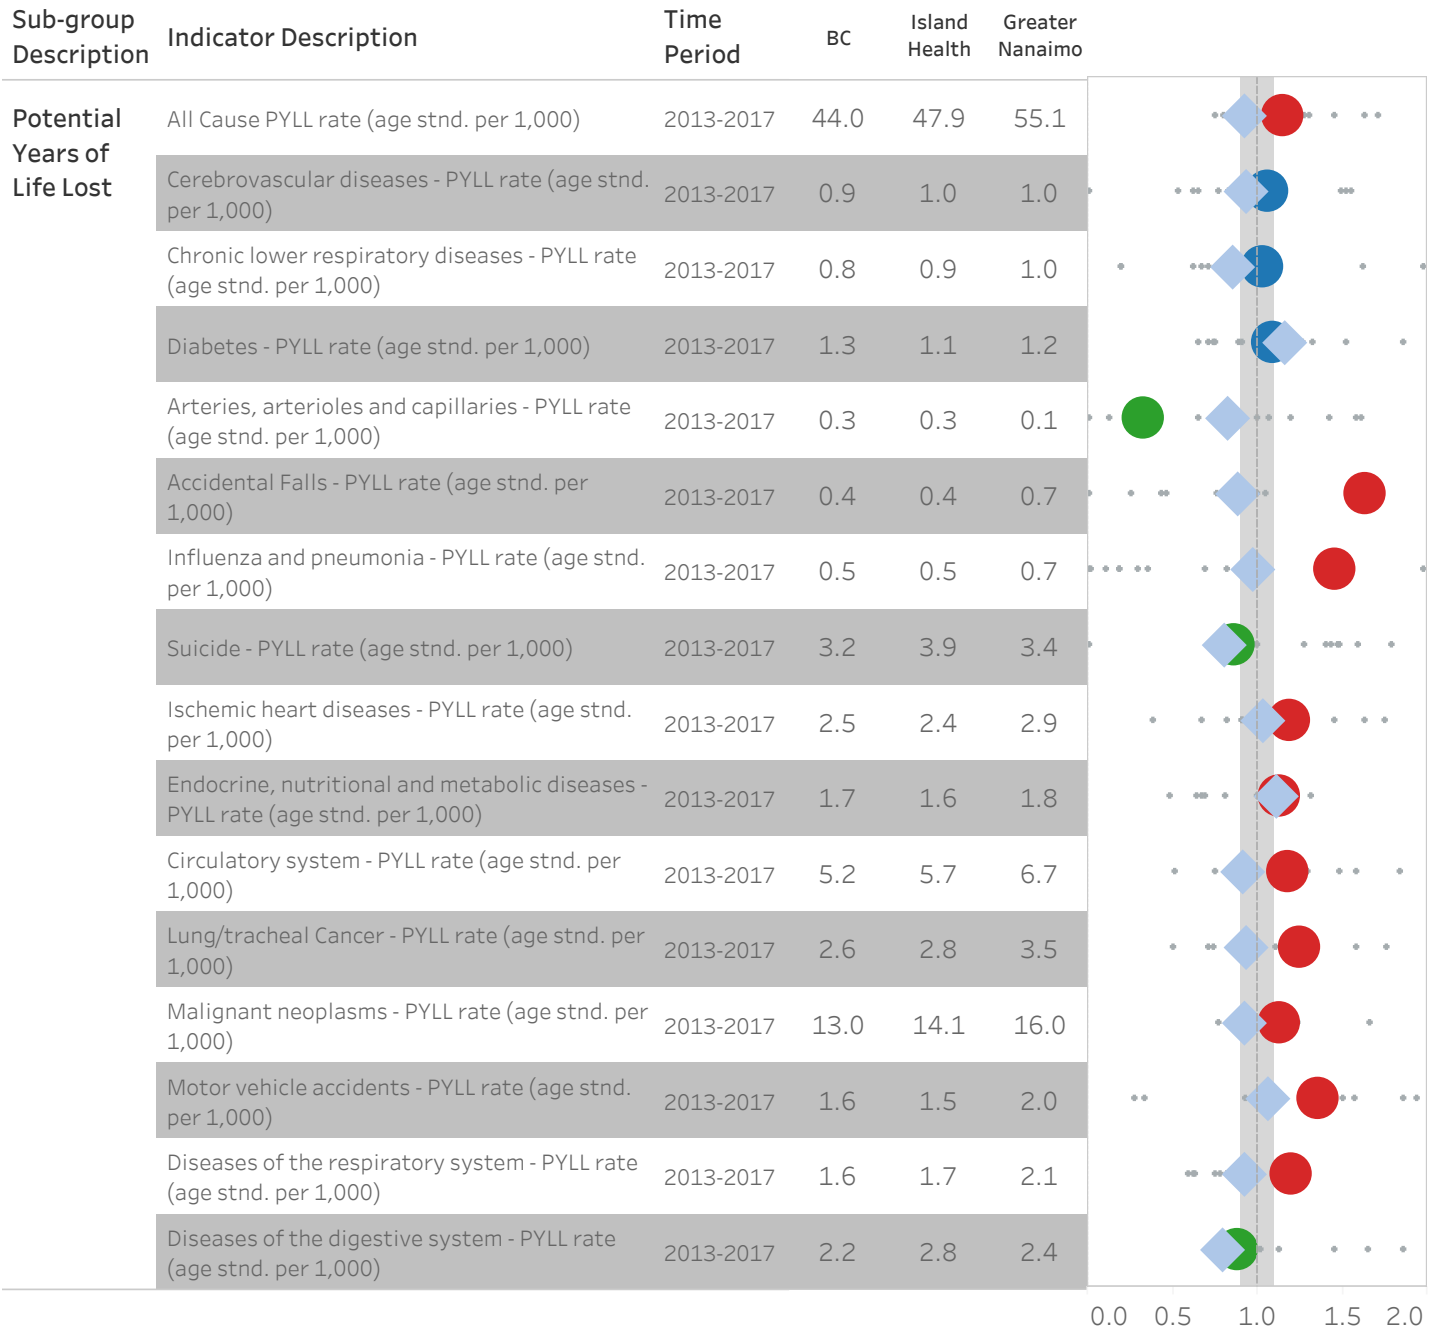 Sub-group
Description
Indicator Description
Time
Period
BC
Island
Health
Greater
Nanaimo
Potential
Years of
Life Lost
All Cause PYLL rate (age stnd. per 1,000) 2013-2017 44.0 47.9 55.1
Cerebrovascular diseases - PYLL rate (age stnd.
per 1,000) 2013-2017 0.9 1.0 1.0
Chronic lower respiratory diseases - PYLL rate
(age stnd. per 1,000) 2013-2017 0.8 0.9 1.0
Diabetes - PYLL rate (age stnd. per 1,000) 2013-2017 1.3 1.1 1.2
Arteries, arterioles and capillaries - PYLL rate
(age stnd. per 1,000) 2013-2017 0.3 0.3 0.1
Accidental Falls - PYLL rate (age stnd. per
1,000) 2013-2017 0.4 0.4 0.7
Influenza and pneumonia - PYLL rate (age stnd.
per 1,000) 2013-2017 0.5 0.5 0.7
Suicide - PYLL rate (age stnd. per 1,000) 2013-2017 3.2 3.9 3.4
Ischemic heart diseases - PYLL rate (age stnd.
per 1,000) 2013-2017 2.5 2.4 2.9
Endocrine, nutritional and metabolic diseases -
PYLL rate (age stnd. per 1,000) 2013-2017 1.7 1.6 1.8
Circulatory system - PYLL rate (age stnd. per
1,000) 2013-2017 5.2 5.7 6.7
Lung/tracheal Cancer - PYLL rate (age stnd. per
1,000) 2013-2017 2.6 2.8 3.5
Malignant neoplasms - PYLL rate (age stnd. per
1,000) 2013-2017 13.0 14.1 16.0
Motor vehicle accidents - PYLL rate (age stnd.
per 1,000) 2013-2017 1.6 1.5 2.0
Diseases of the respiratory system - PYLL rate
(age stnd. per 1,000) 2013-2017 1.6 1.7 2.1
Diseases of the digestive system - PYLL rate
(age stnd. per 1,000) 2013-2017 2.2 2.8 2.4
0.0 0.5 1.0 1.5 2.0